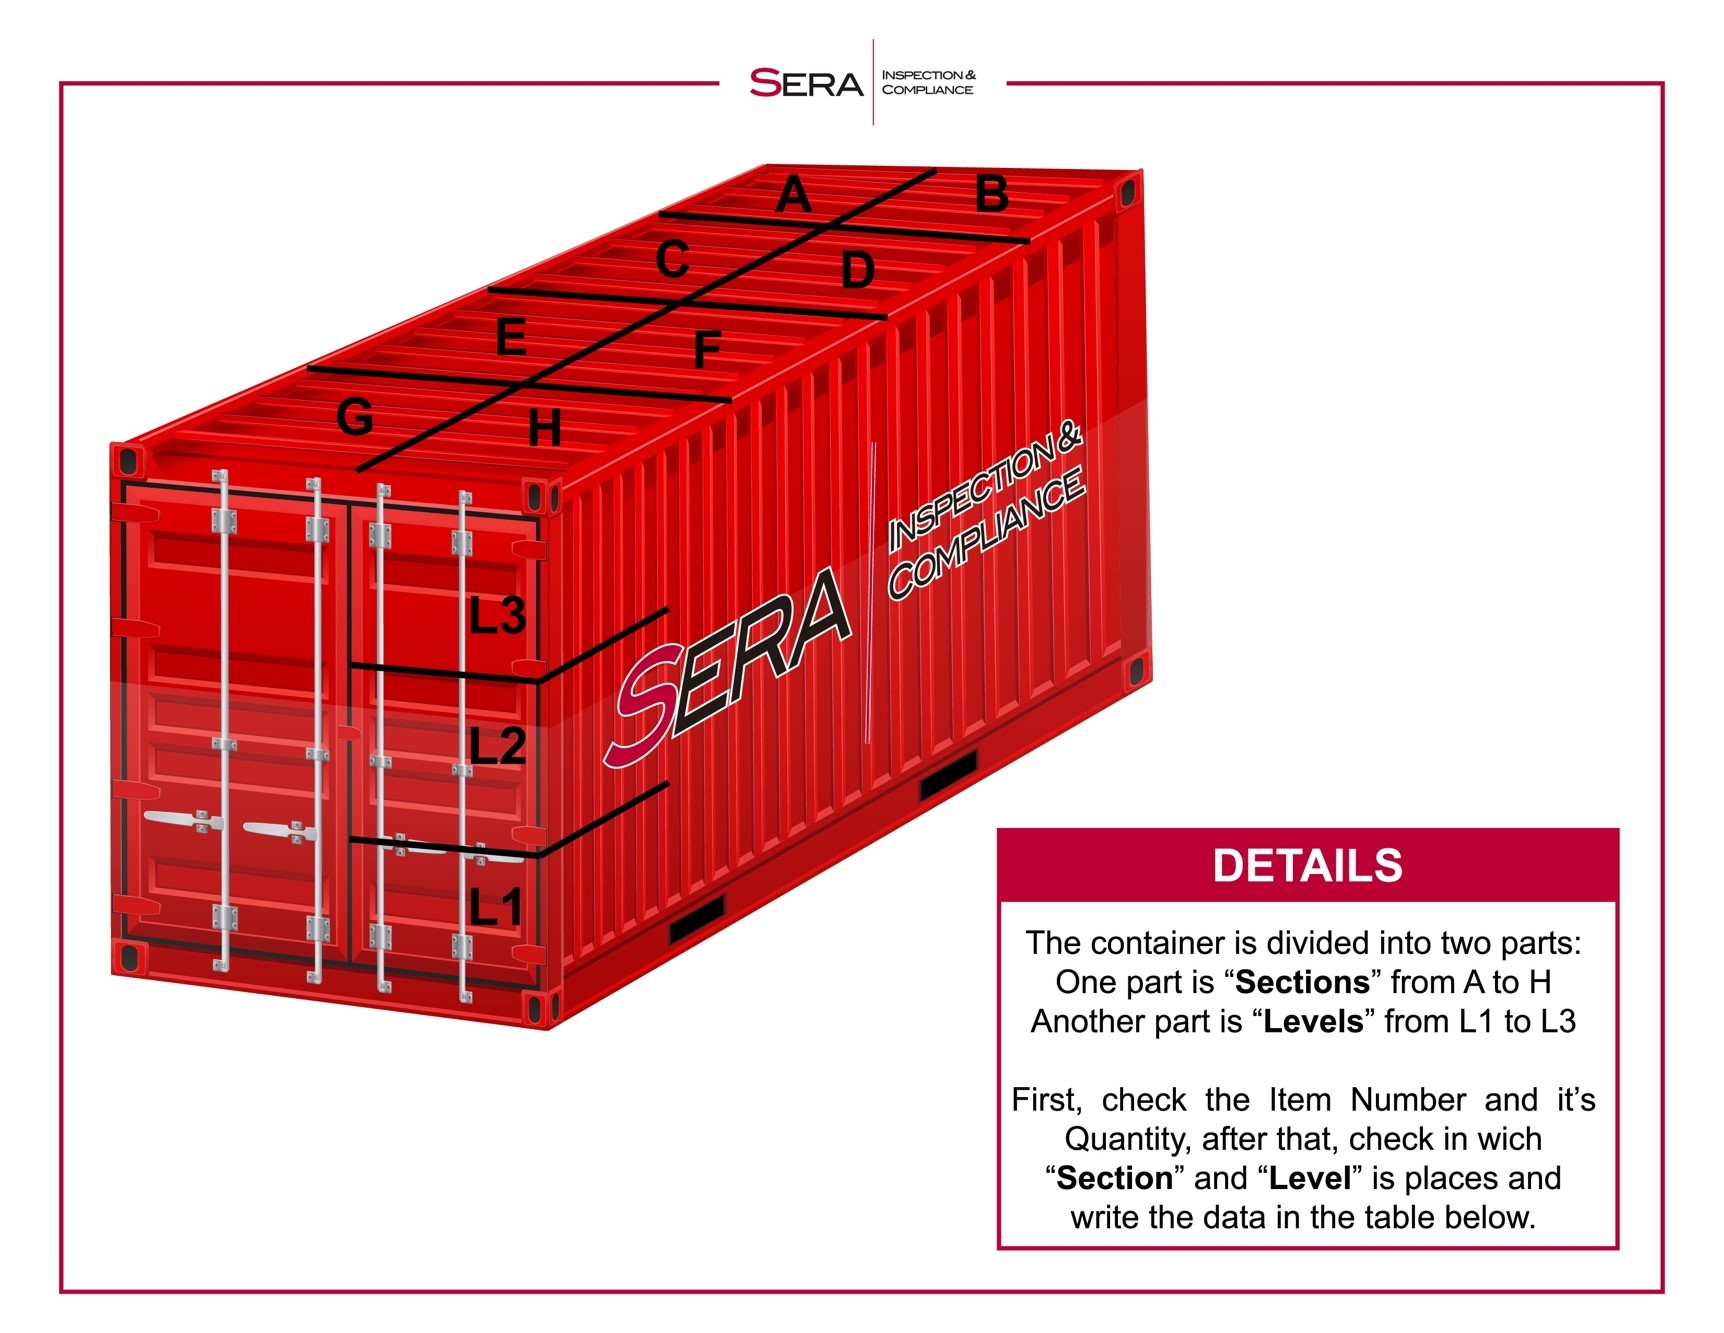 SERA
INSPECTION &
COMPLIANCE
A
B
C
D
E
F
G
H
L3
L2
L1
SERA
INSPECTION &
COMPLIANCE
DETAILS
The container is divided into two parts:
One part is “Sections” from A to H
Another part is “Levels” from L1 to L3
First, check the Item Number and it’s
Quantity, after that, check in wich
“Section” and “Level” is places and
write the data in the table below.